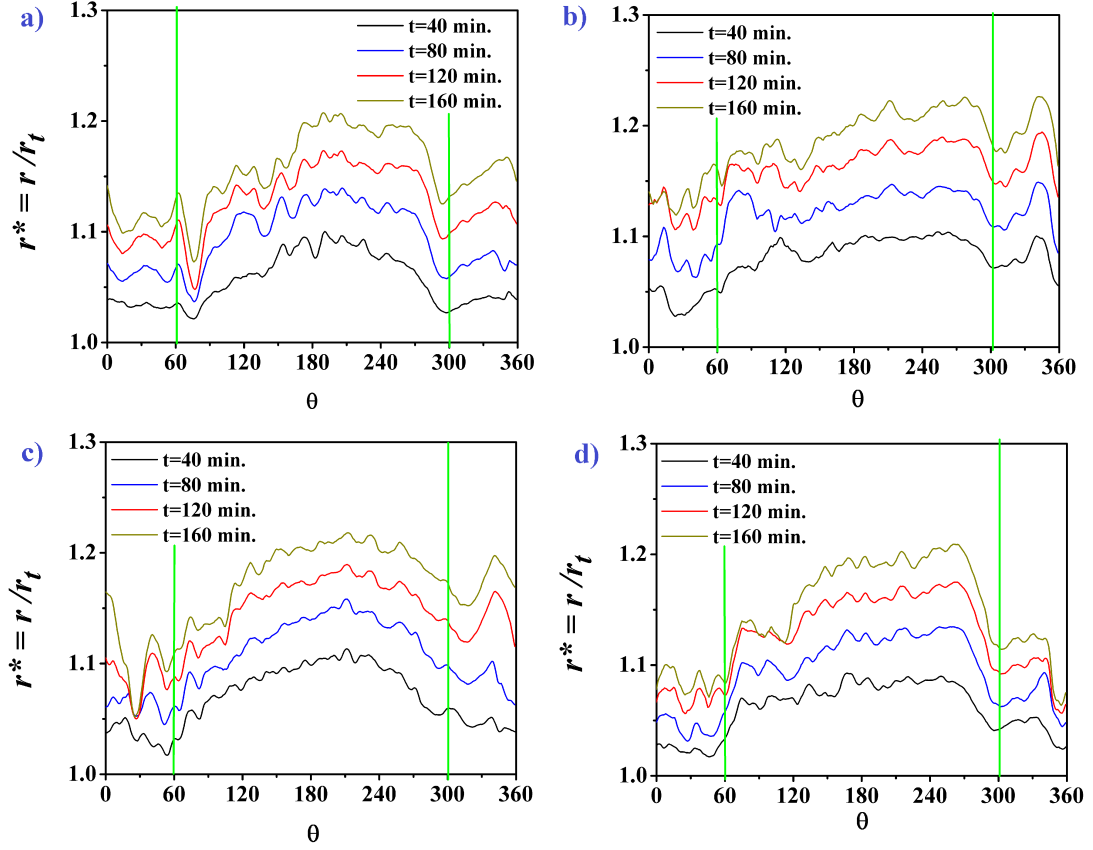 a)
t=40 min.
t=80 min.
t=120 min.
t=160 min.
1.3
1.2
1.1
1.0
r* = r/rt
0 60 120 180 240 300 360
θ
b)
t=40 min.
t=80 min.
t=120 min.
t=160 min.
1.3
1.2
1.1
1.0
0 60 120 180 240 300 360
θ
c)
t=40 min.
t=80 min.
t=120 min.
t=160 min.
1.3
1.2
1.1
1.0
r* = r/rt
0 60 120 180 240 300 360
θ
d)
t=40 min.
t=80 min.
t=120 min.
t=160 min.
1.3
1.2
1.1
1.0
r* = r/rt
0 60 120 180 240 300 360
θ